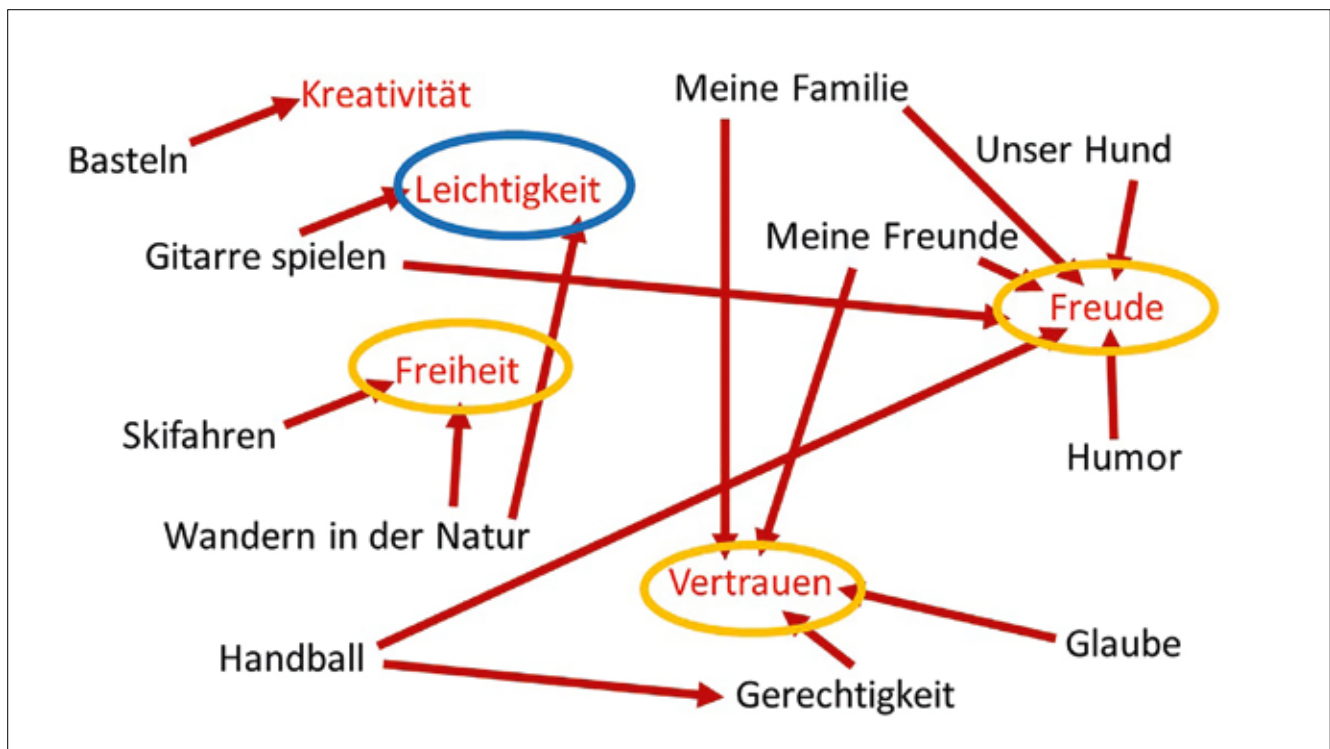 Kreativität
Meine Familie
Basteln
Unser Hund
Leichtigkeit
Meine Freunde
Gitarre spielen
Freude
Freiheit
Skifahren
Humor
Wandern in der Natur
Vertrauen
Handball
Glaube
Gerechtigkeit